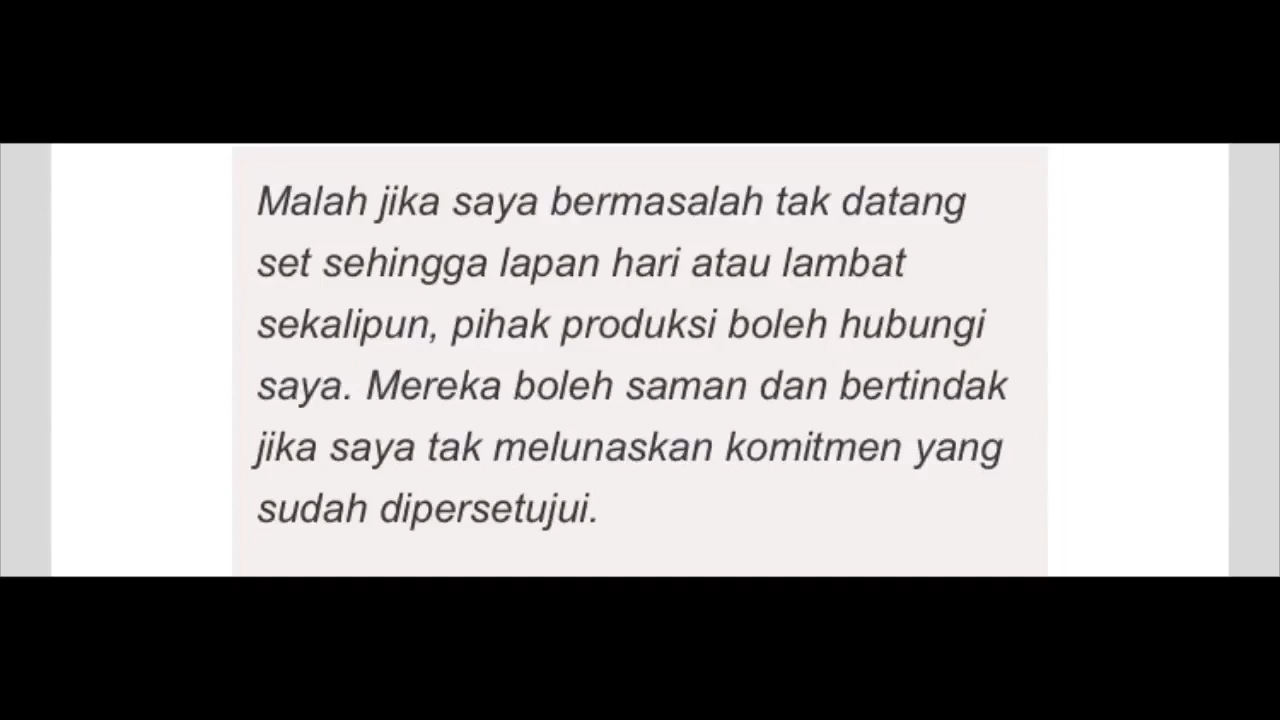 Malah jika saya bermasalah tak datang
set sehingga lapan hari atau lambat
sekalipun, pihak produksi boleh hubungi
saya. Mereka boleh saman dan bertindak
jika saya tak melunaskan komitmen yang
sudah dipersetujui.